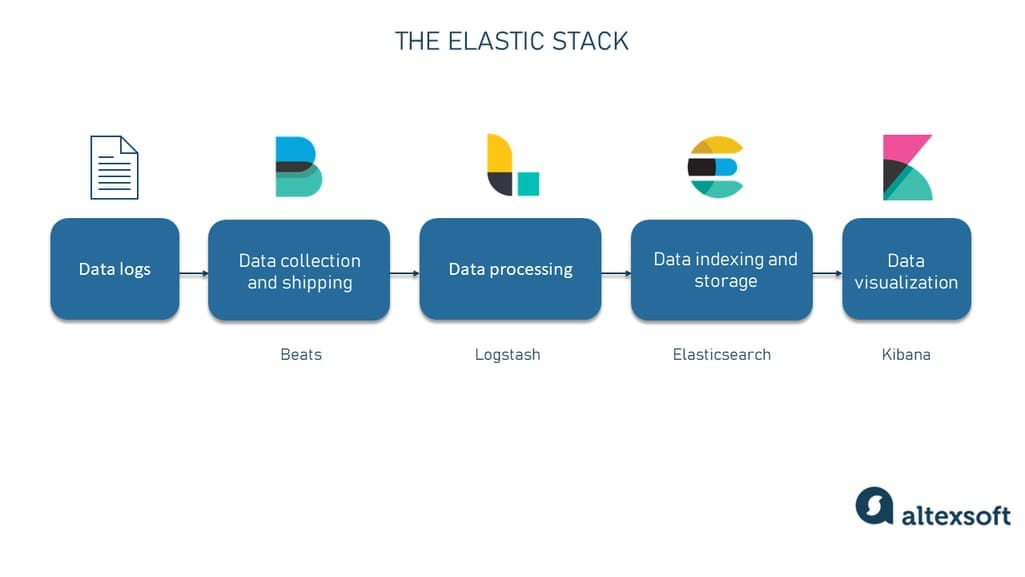 THE ELASTIC STACK
Data logs
Data collection
and shipping
Data processing
Data indexing and
storage
Data
visualization
Beats
Logstash
Elasticsearch
Kibana
altexsoft